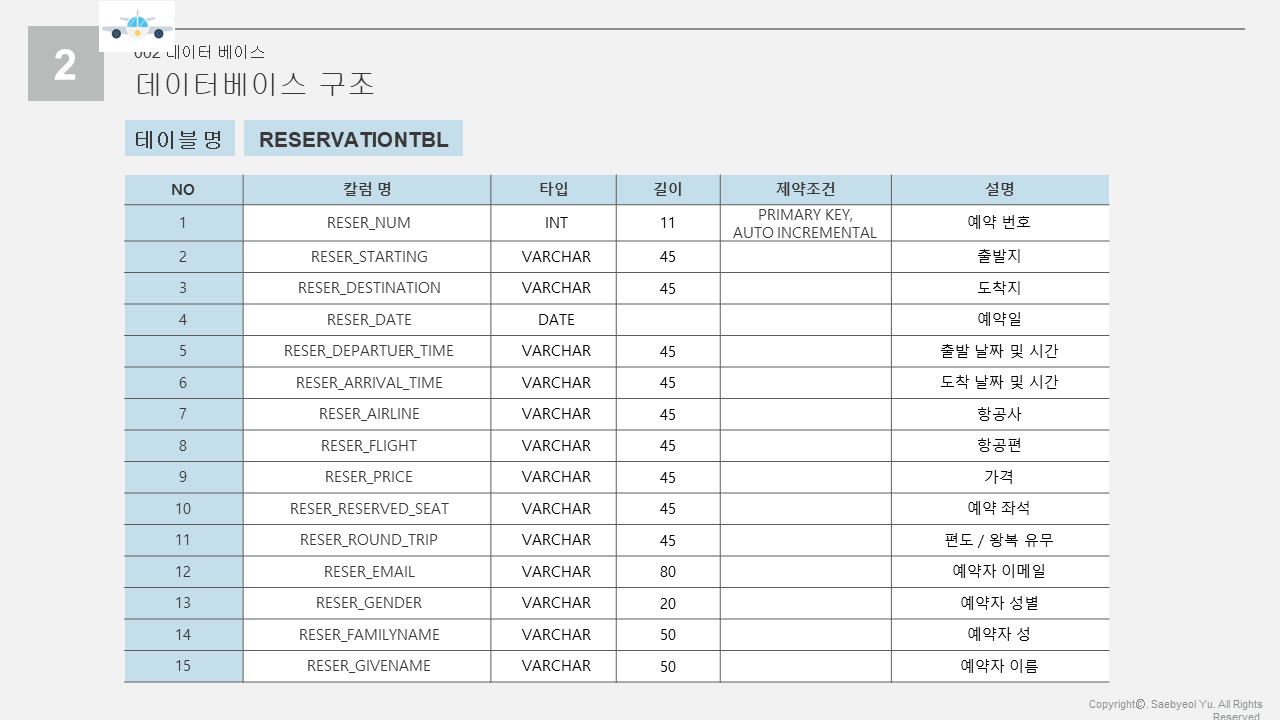 2
002 데이터 베이스
데이터베이스 구조
테이블 명 RESERVATIONTBL
NO 칼럼 명 타입 길이 제약조건 설명
1 RESER_NUM INT 11 PRIMARY KEY, 예약 번호
AUTO INCREMENTAL
2 RESER_STARTING VARCHAR 45 출발지
3 RESER_DESTINATION VARCHAR 45 도착지
4 RESER_DATE DATE 예약일
5 RESER_DEPARTUER_TIME VARCHAR 45 출발 날짜 및 시간
6 RESER_ARRIVAL_TIME VARCHAR 45 도착 날짜 및 시간
7 RESER_AIRLINE VARCHAR 45 항공사
8 RESER_FLIGHT VARCHAR 45 항공편
9 RESER_PRICE VARCHAR 45 가격
10 RESER_RESERVED_SEAT VARCHAR 45 예약 좌석
11 RESER_ROUND_TRIP VARCHAR 45 편도 / 왕복 유무
12 RESER_EMAIL VARCHAR 80 예약자 이메일
13 RESER_GENDER VARCHAR 20 예약자 성별
14 RESER_FAMILYNAME VARCHAR 50 예약자 성
15 RESER_GIVENAME VARCHAR 50 예약자 이름
Copyright©. Saebyeol Yu. All Rights
Reserved.